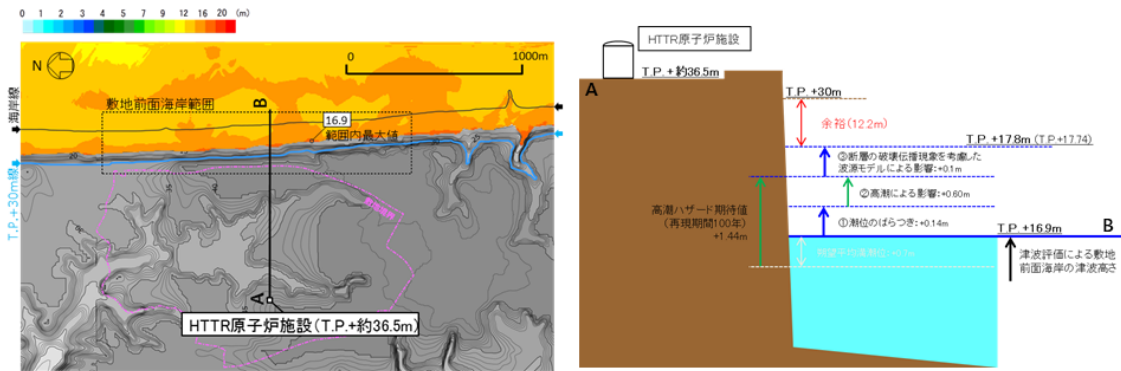 0 1 2 3 4 5 7 9 12 16 20 (m)
N
0 1000m
海岸線
T.P.+30m線
敷地前面海岸範囲
B
16.9
範囲内最大値
A
HTTR原子炉施設(T.P.+約36.5m)
HTTR原子炉施設
T.P.+約36.5m
A
T.P.+30m
余裕(12.2m)
T.P.+17.8m(T.P.+17.74)
③断層の破壊伝播現象を考慮した
波源モデルによる影響:+0.1m
②高潮による影響:+0.60m
高潮ハザード期待値
(再現期間100年)
+1.44m
①潮位のばらつき:+0.14m
T.P.+16.9m
B
朔望平均満潮位:+0.7m
津波評価による敷地
前面海岸の津波高さ